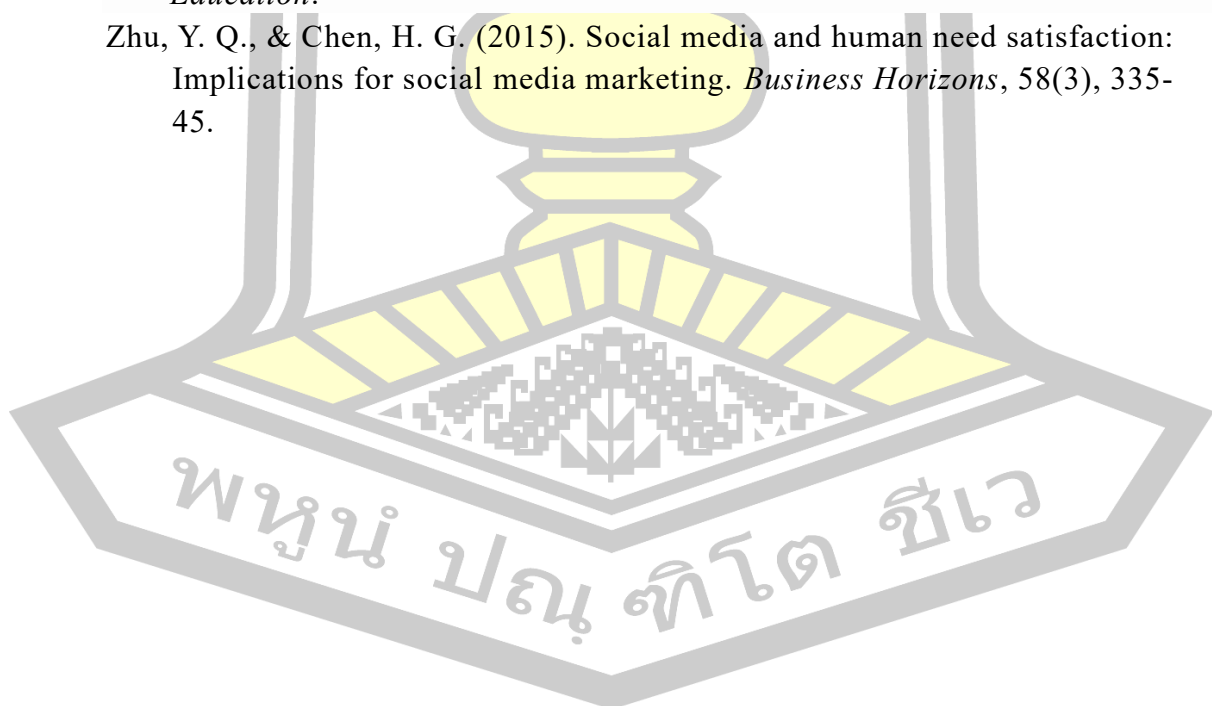 Education.
Zhu, Y. Q., & Chen, H. G. (2015). Social media and human need satisfaction:
Implications for social media marketing. Business Horizons, 58(3), 335-
45.
พหูนํ ปณฺ ฑิโต ชีเว